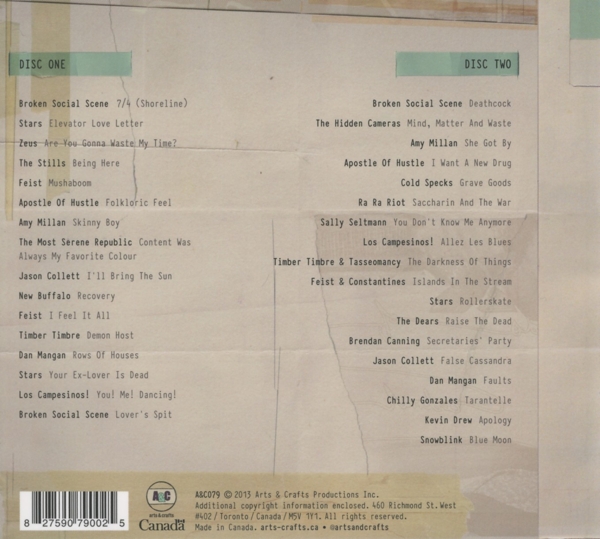 DISC ONE
Broken Social Scene 7/4 (Shoreline)
Stars Elevator Love Letter
Zeus Are You Gonna Waste My Time?
The Stills Being Here
Feist Mushaboom
Apostle Of Hustle Folkloric Feel
Amy Millan Skinny Boy
The Most Serene Republic Content Was
Always My Favorite Colour
Jason Collett I'll Bring The Sun
New Buffalo Recovery
Feist I Feel It All
Timber Timbre Demon Host
Dan Mangan Rows Of Houses
Stars Your Ex-Lover Is Dead
Los Campesinos! You! Me! Dancing!
Broken Social Scene Lover's Spit
DISC TWO
Broken Social Scene Deathcock
The Hidden Cameras Mind, Matter And Waste
Amy Millan She Got By
Apostle Of Hustle I Want A New Drug
Cold Specks Grave Goods
Ra Ra Riot Saccharin And The War
Sally Seltmann You Don't Know Me Anymore
Los Campesinos! Allez Les Blues
Timber Timbre & Tasseomancy The Darkness Of Things
Feist & Constantines Islands In The Stream
Stars Rollerskate
The Dears Raise The Dead
Brendan Canning Secretaries' Party
Jason Collett False Cassandra
Dan Mangan Faults
Chilly Gonzales Tarantelle
Kevin Drew Apology
Snowblink Blue Moon
8 27590 79002 5
A&C
arts & crafts
Canada
A&C079 © 2013 Arts & Crafts Productions Inc.
Additional copyright information enclosed. 460 Richmond St. West
#402 / Toronto / Canada / M5V 1Y1. All rights reserved.
Made in Canada. arts-crafts.ca • @artsandcrafts